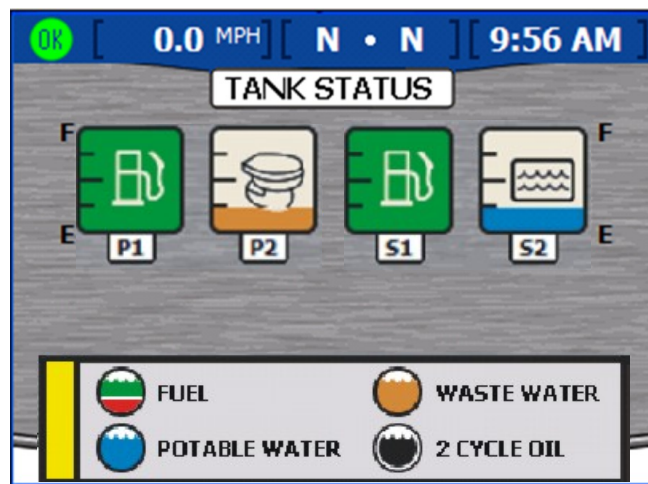 OK [ 0.0 MPH ] [ N • N ] [ 9:56 AM ]
TANK STATUS
F F
E E
P1 P2 S1 S2
FUEL WASTE WATER
POTABLE WATER 2 CYCLE OIL